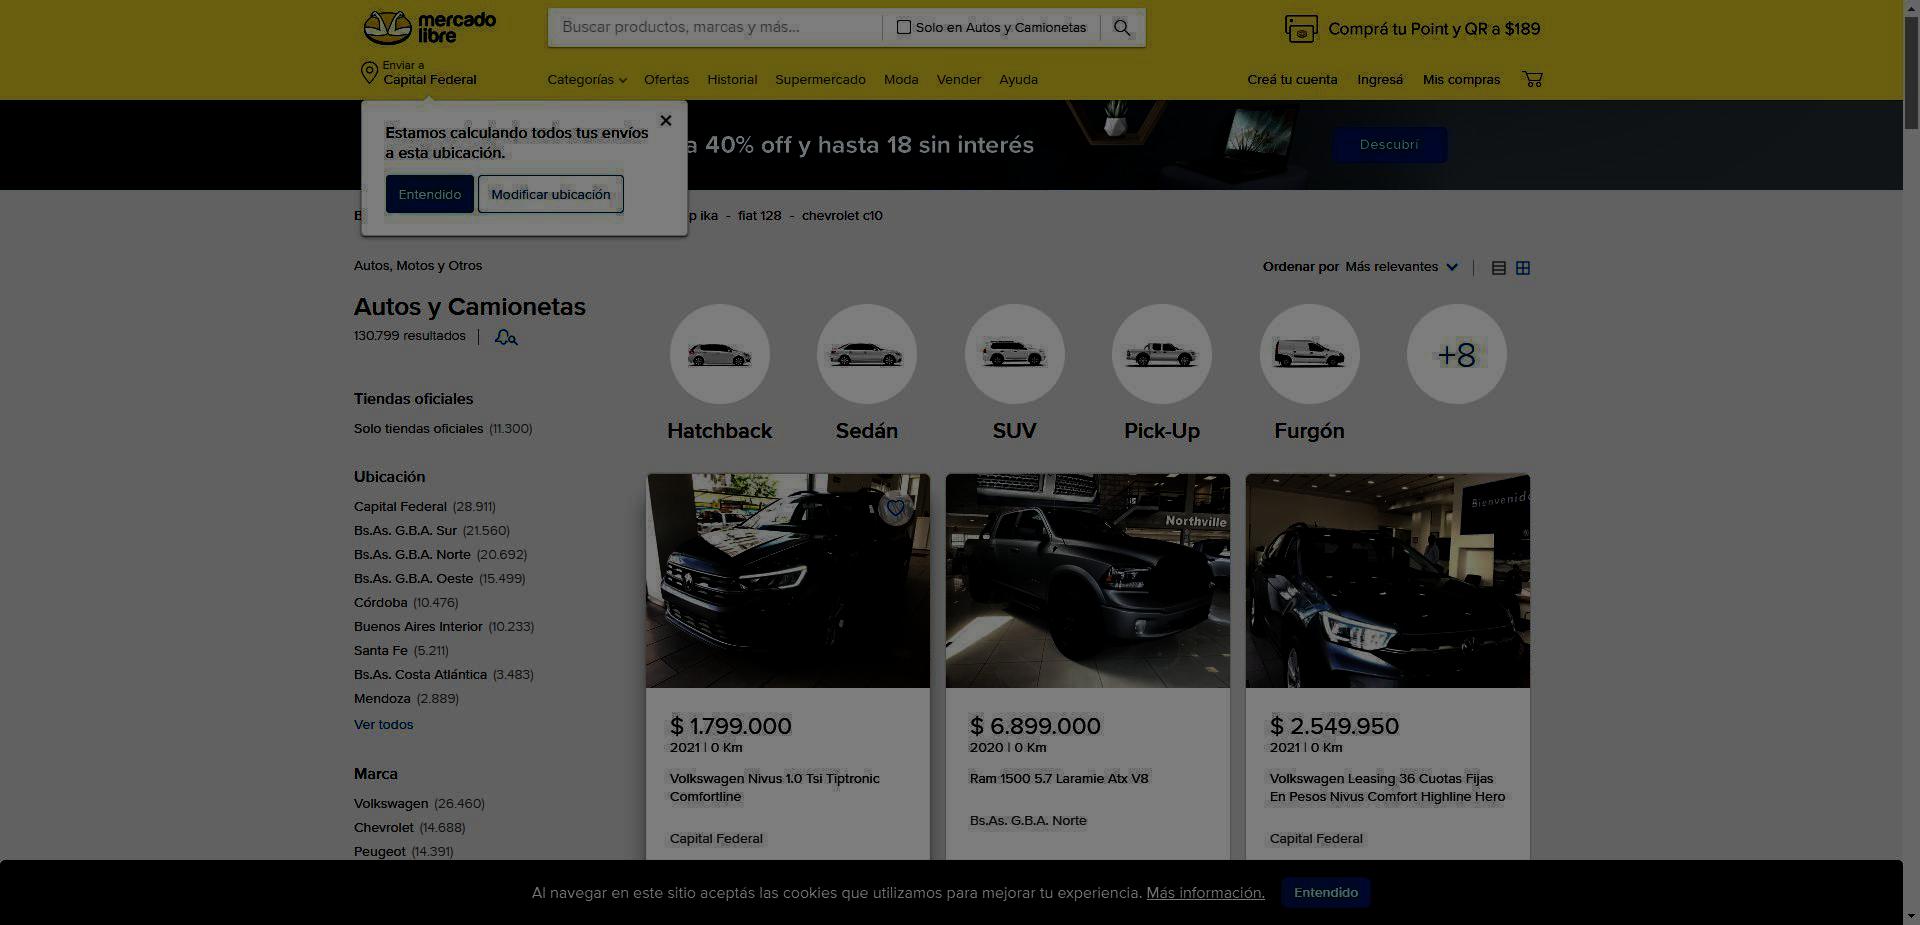 mercado
libre
Buscar productos, marcas y más...
Solo en Autos y Camionetas
Comprá tu Point y QR a $189
Enviar a
Capital Federal
Categorías
Ofertas
Historial
Supermercado
Moda
Vender
Ayuda
Creá tu cuenta
Ingresá
Mis compras
Estamos calculando todos tus envíos
a esta ubicación.
Entendido
Modificar ubicación
a 40% off y hasta 18 sin interés
Descubrí
p ika - fiat 128 - chevrolet c10
Autos, Motos y Otros
Ordenar por Más relevantes
Autos y Camionetas
130.799 resultados
+8
Hatchback
Sedán
SUV
Pick-Up
Furgón
Tiendas oficiales
Solo tiendas oficiales (11.300)
Ubicación
Capital Federal (28.911)
Bs.As. G.B.A. Sur (21.560)
Bs.As. G.B.A. Norte (20.692)
Bs.As. G.B.A. Oeste (15.499)
Córdoba (10.476)
Buenos Aires Interior (10.233)
Santa Fe (5.211)
Bs.As. Costa Atlántica (3.483)
Mendoza (2.889)
Ver todos
Marca
Volkswagen (26.460)
Chevrolet (14.688)
Peugeot (14.391)
$ 1.799.000
2021 | 0 Km
Volkswagen Nivus 1.0 Tsi Tiptronic
Comfortline
Capital Federal
Northville
$ 6.899.000
2020 | 0 Km
Ram 1500 5.7 Laramie Atx V8
Bs.As. G.B.A. Norte
Bienvenido
$ 2.549.950
2021 | 0 Km
Volkswagen Leasing 36 Cuotas Fijas
En Pesos Nivus Comfort Highline Hero
Capital Federal
Al navegar en este sitio aceptás las cookies que utilizamos para mejorar tu experiencia. Más información.
Entendido